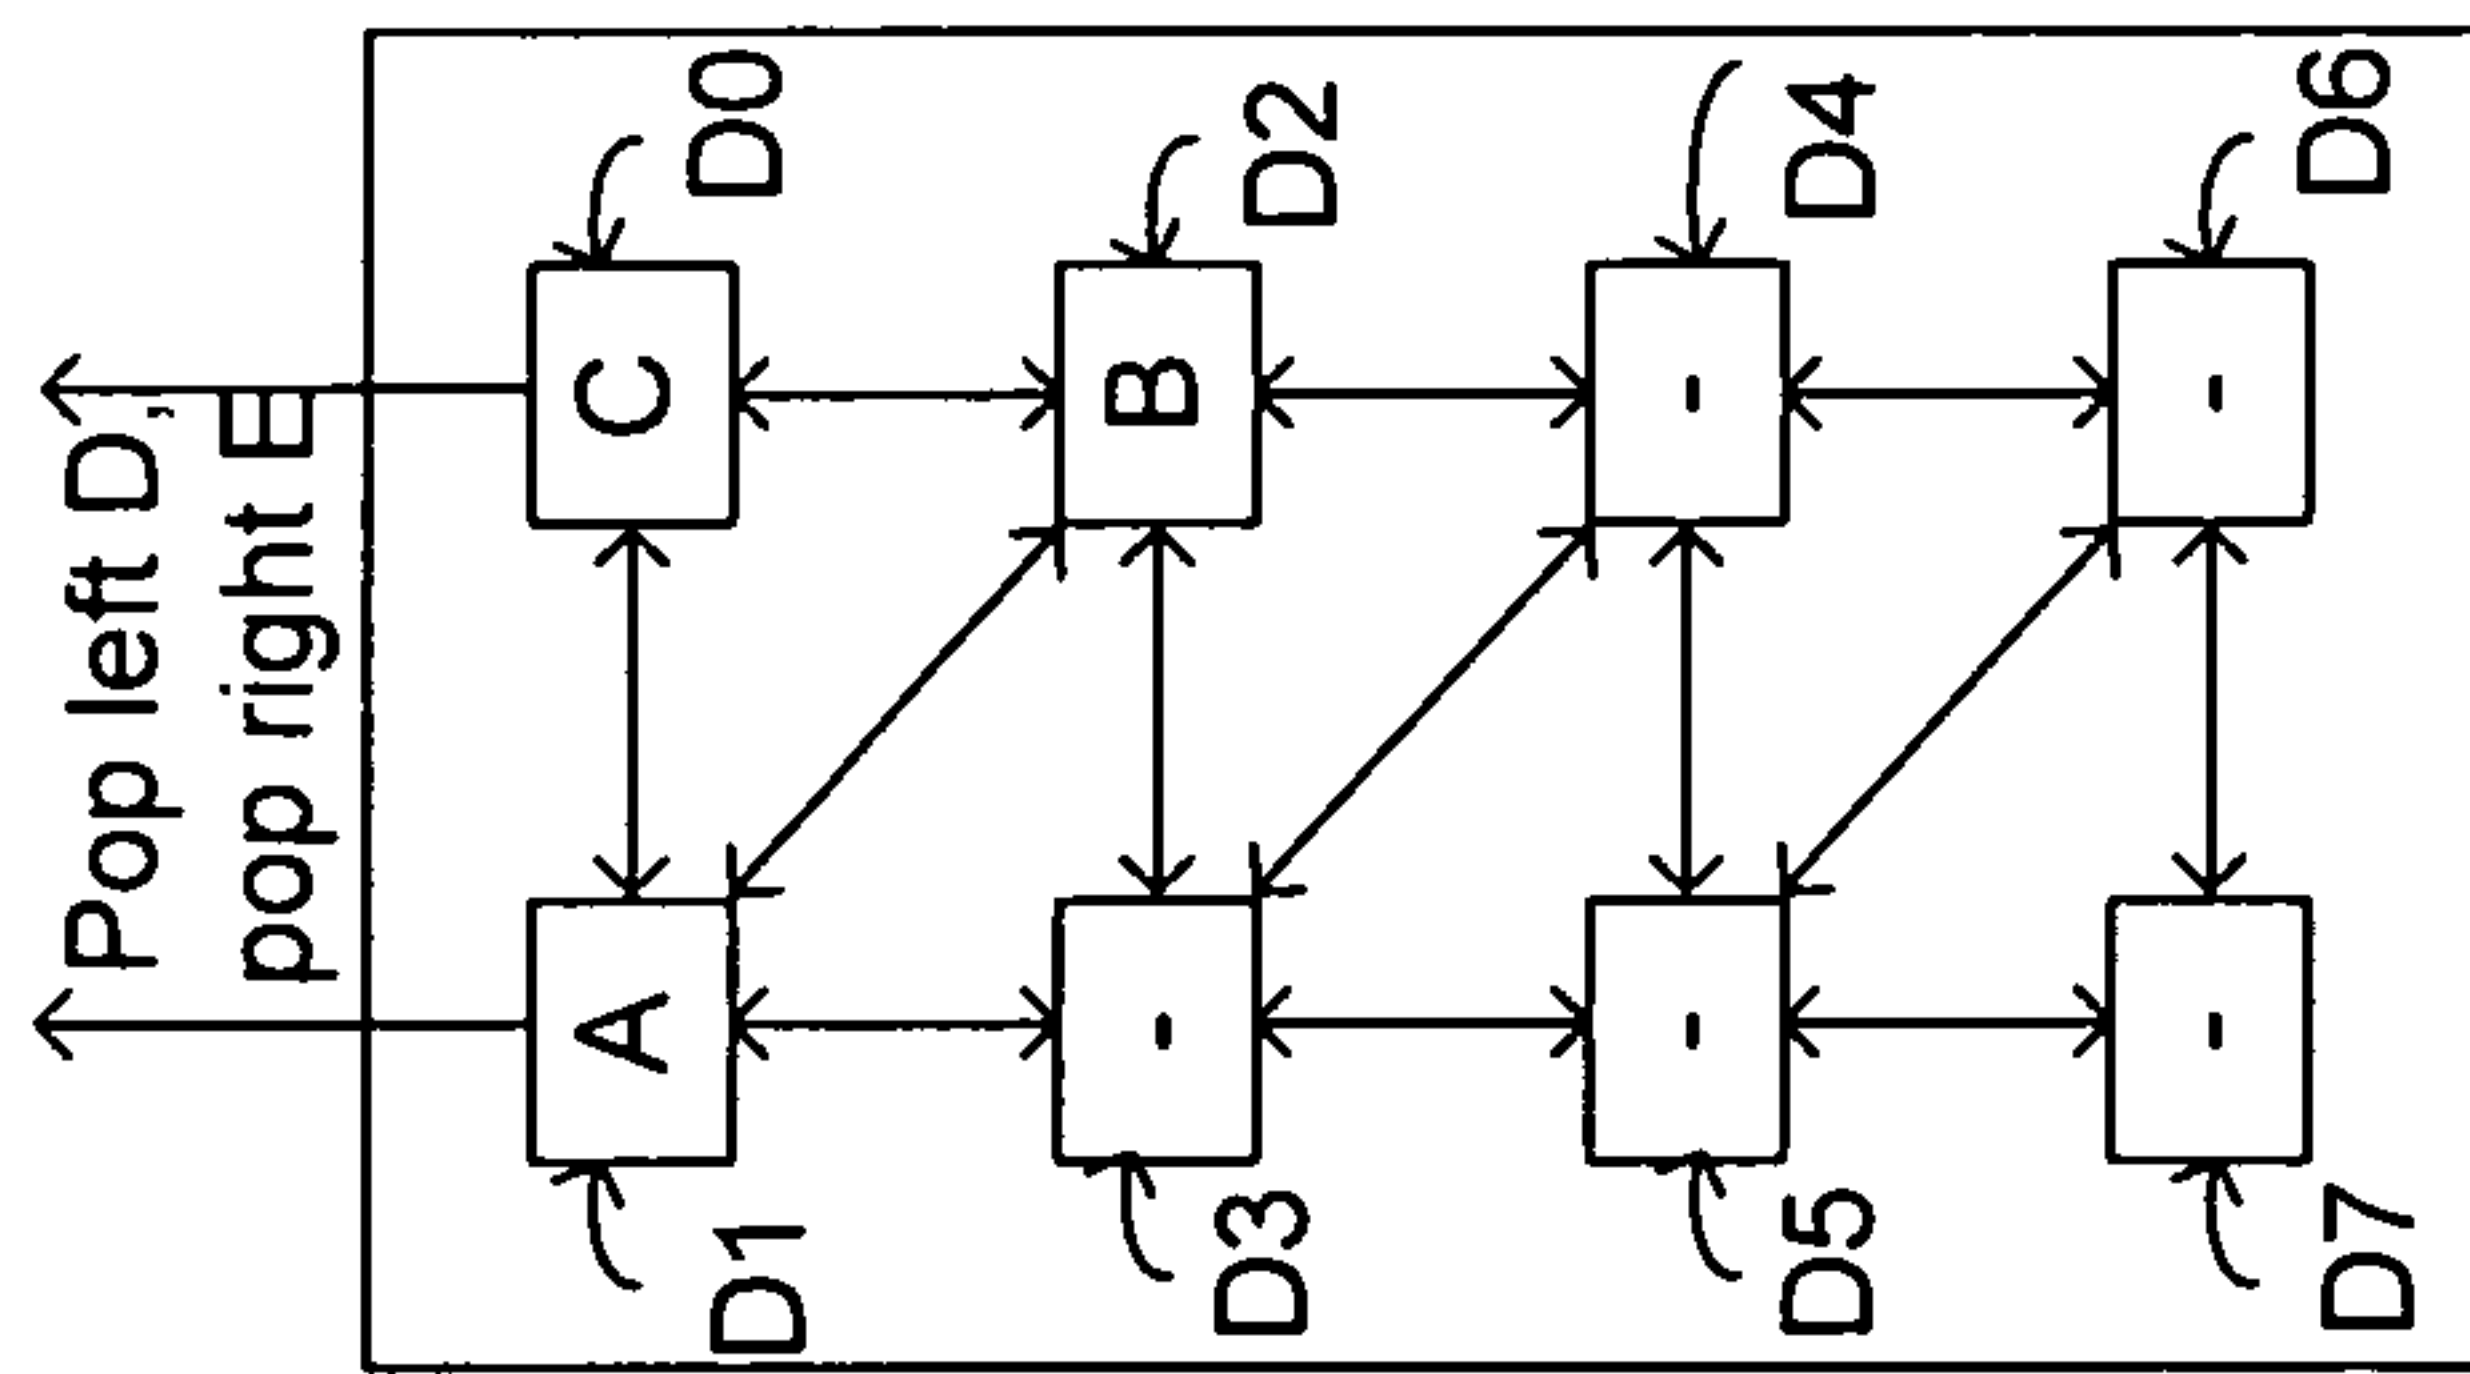 Pop left D,
pop right E
A C
D1 D0
- B
D3 D2
- -
D5 D4
- -
D7 D6